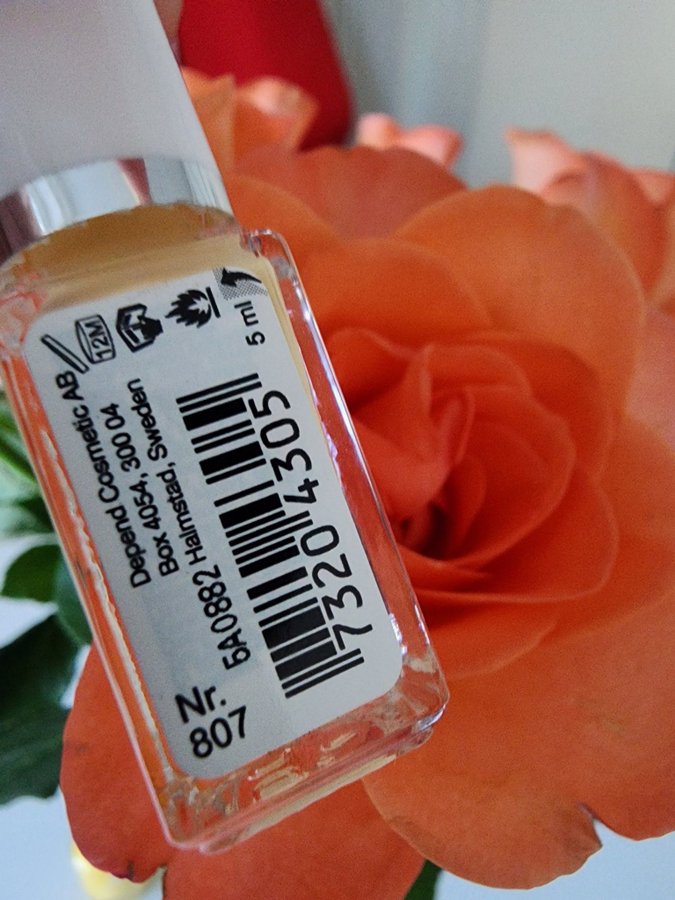 12M
5 ml
Depend Cosmetic AB
Box 4054, 300 04
Halmstad, Sweden
5A0882
7320 4305
Nr.
807